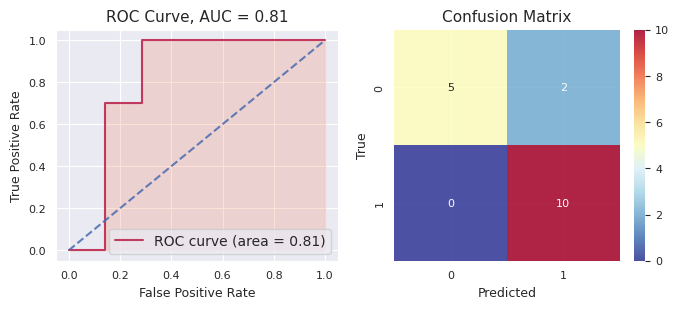 ROC Curve, AUC = 0.81
True Positive Rate
1.0
0.8
0.6
0.4
0.2
0.0
ROC curve (area = 0.81)
0.0 0.2 0.4 0.6 0.8 1.0
False Positive Rate
Confusion Matrix
True
0
1
5 2
0 10
0 1
Predicted
10
8
6
4
2
0